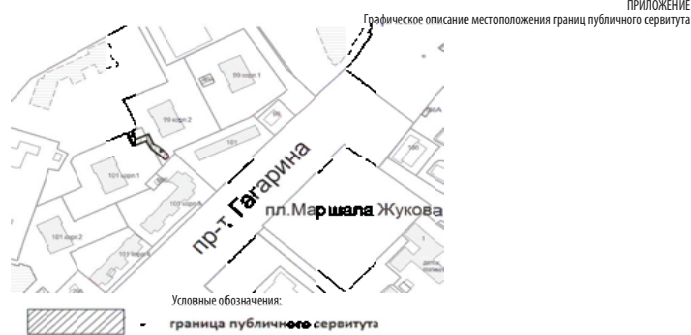 ПРИЛОЖЕНИЕ
Графическое описание местоположения границ публичного сервитута
99 корп.1
99 корп.2
101
101 корп.1
101 корп.2
пр-т Гагарина
пл.Маршала Жукова
1
Условные обозначения:
- граница публичного сервитута